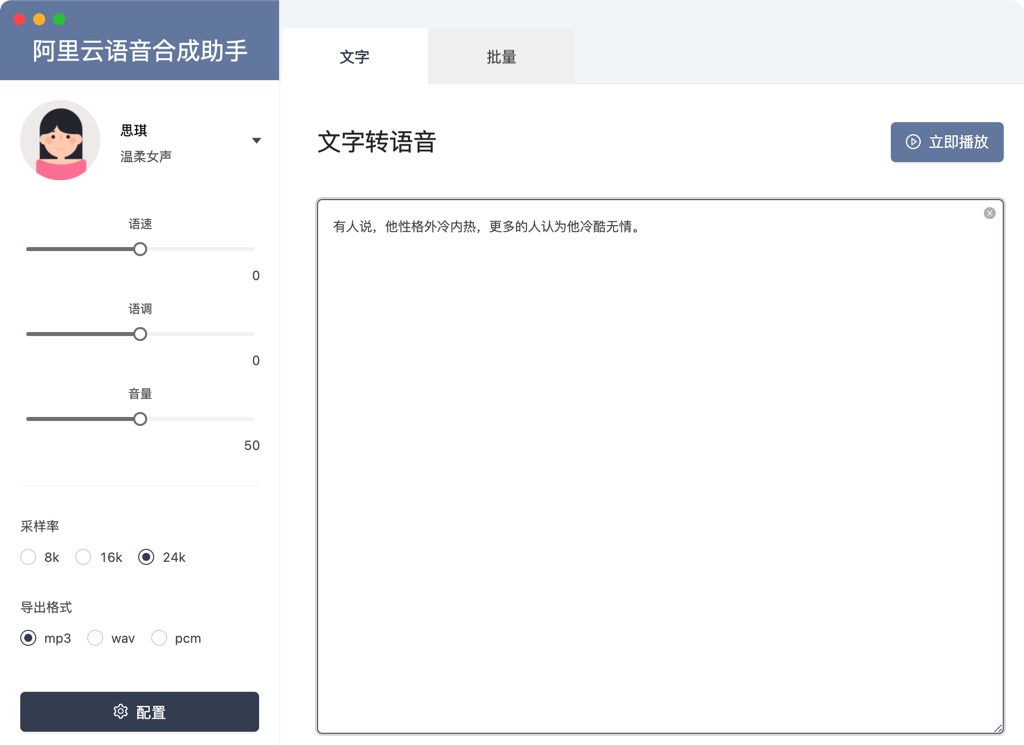 阿里云语音合成助手
文字
批量
思琪
温柔女声
文字转语音
立即播放
有人说，他性格外冷内热，更多的人认为他冷酷无情。
语速
0
语调
0
音量
50
采样率
8k 16k 24k
导出格式
mp3 wav pcm
配置